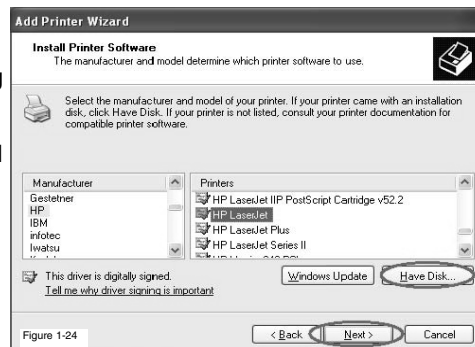 Add Printer Wizard
Install Printer Software
The manufacturer and model determine which printer software to use.
Select the manufacturer and model of your printer. If your printer came with an installation
disk, click Have Disk. If your printer is not listed, consult your printer documentation for
compatible printer software.
Manufacturer
Gestetner
HP
IBM
infotec
Iwatsu
Printers
HP LaserJet IIP PostScript Cartridge v52.2
HP LaserJet
HP LaserJet Plus
HP LaserJet Series II
This driver is digitally signed.
Tell me why driver signing is important
Windows Update
Have Disk...
Figure 1-24
< Back
Next >
Cancel